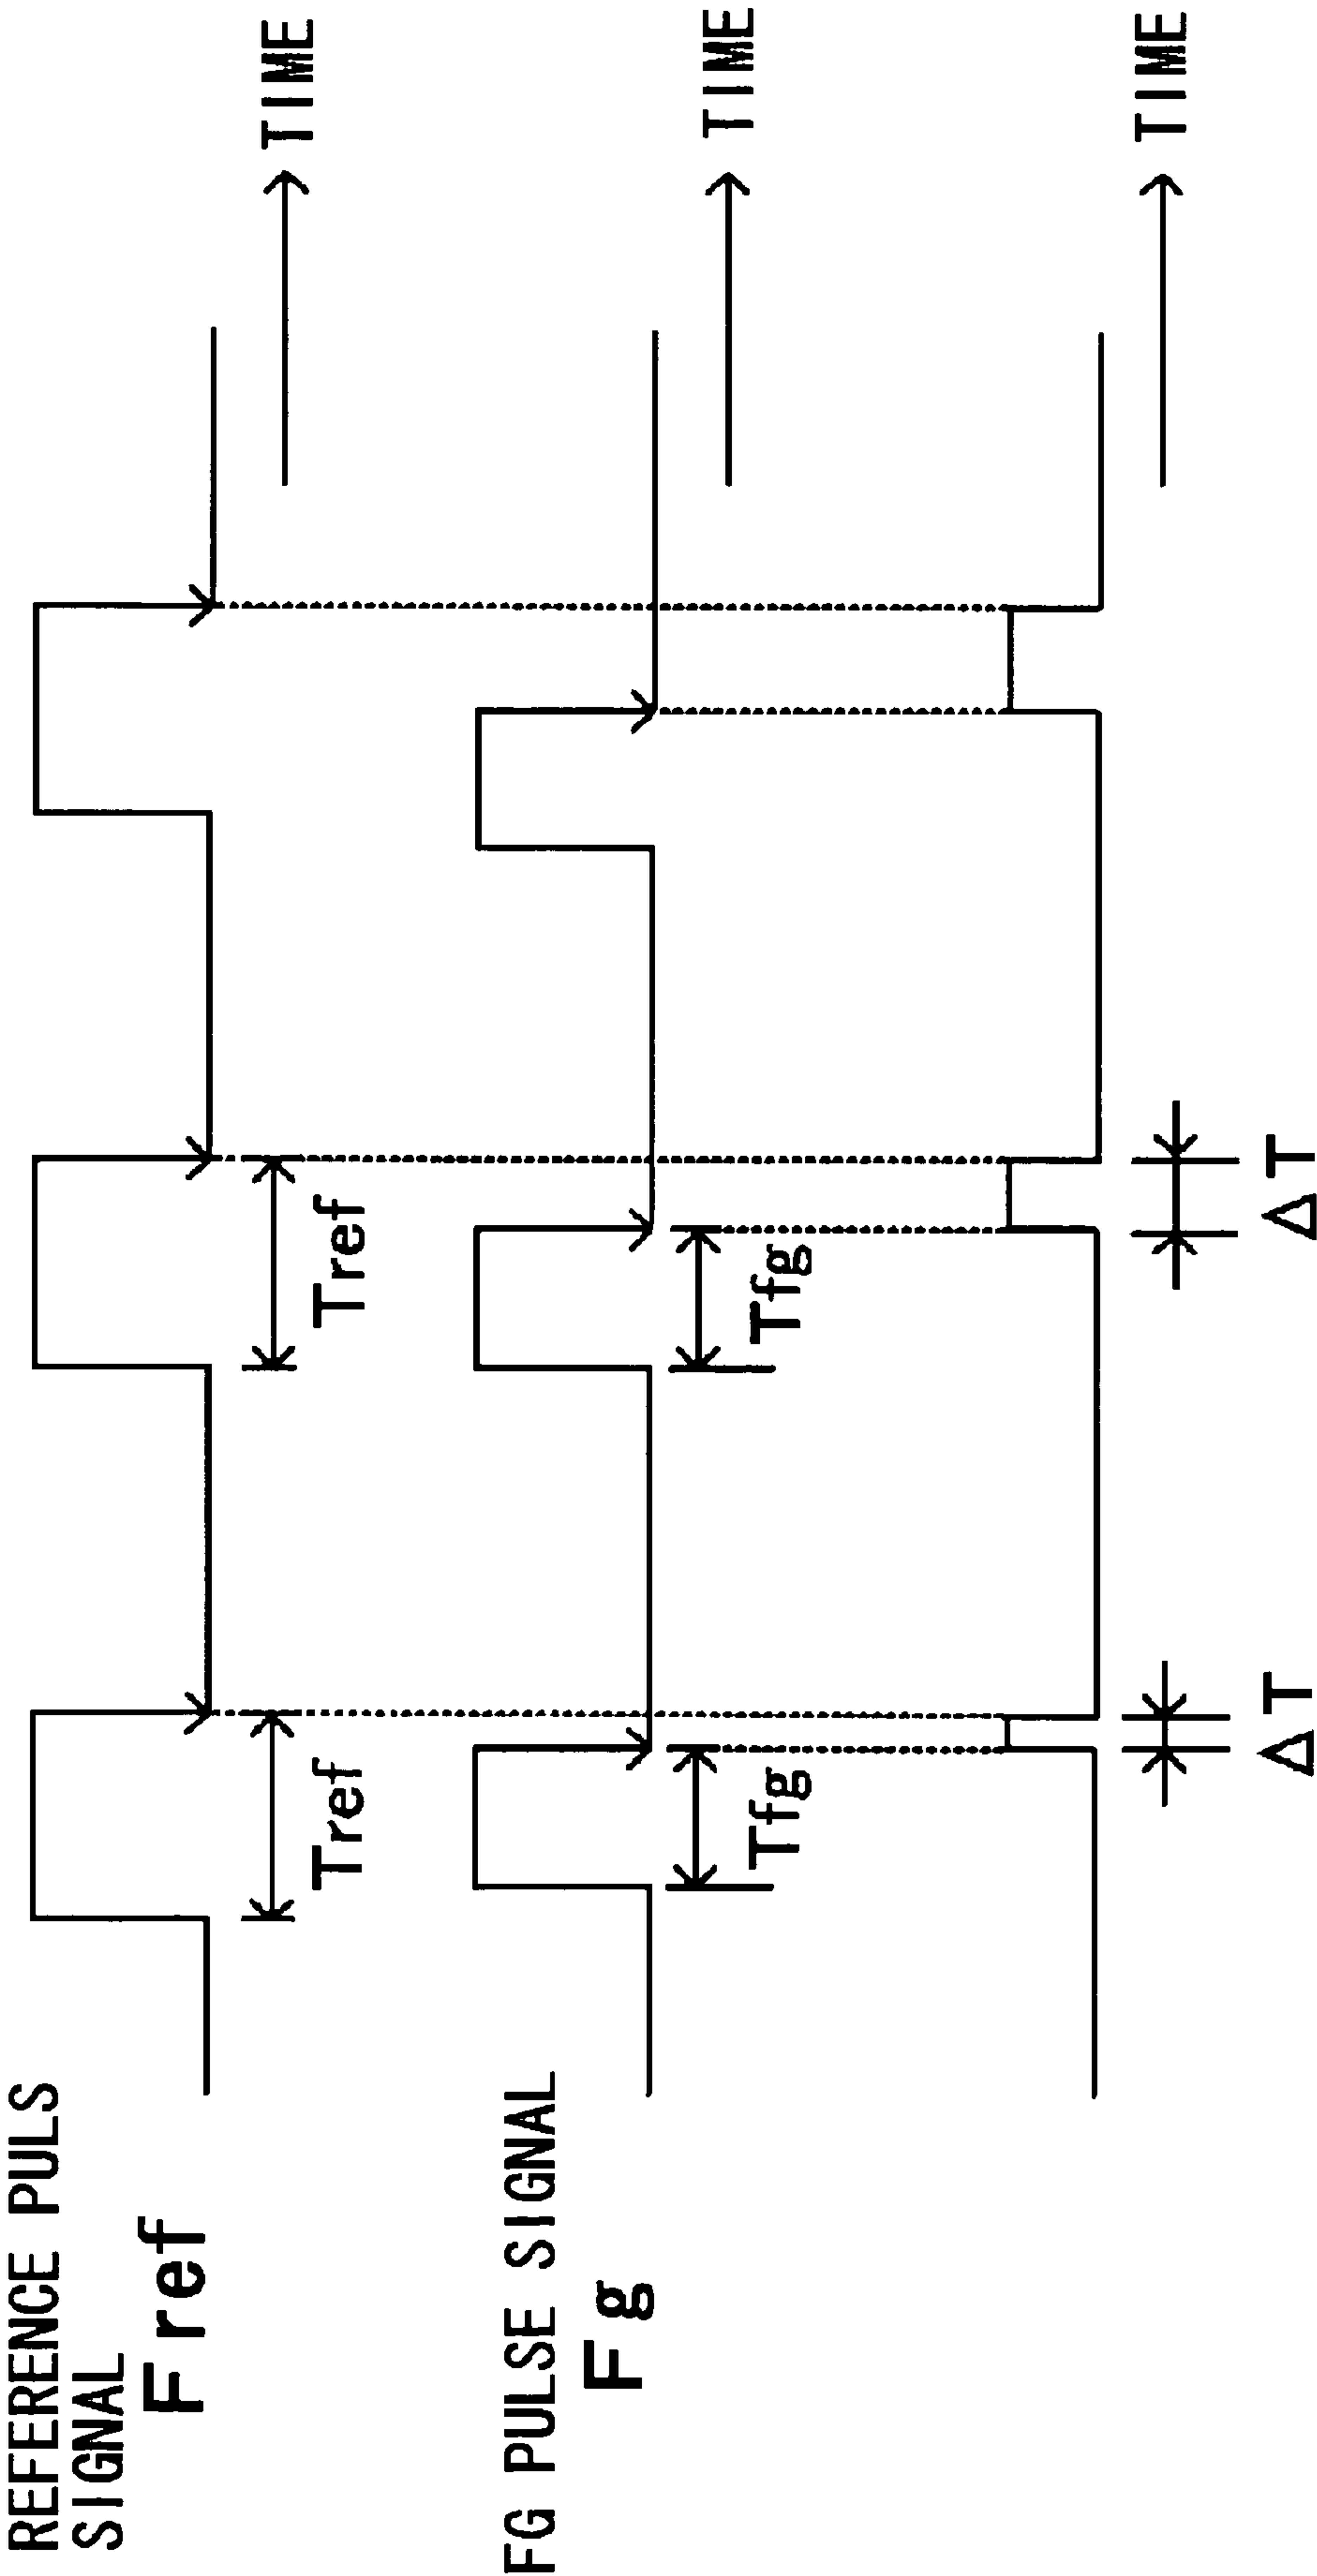 REFERENCE PULS
SIGNAL
Fref
Tref
Tref
TIME
FG PULSE SIGNAL
Fg
Tfg
Tfg
TIME
ΔT
ΔT
TIME